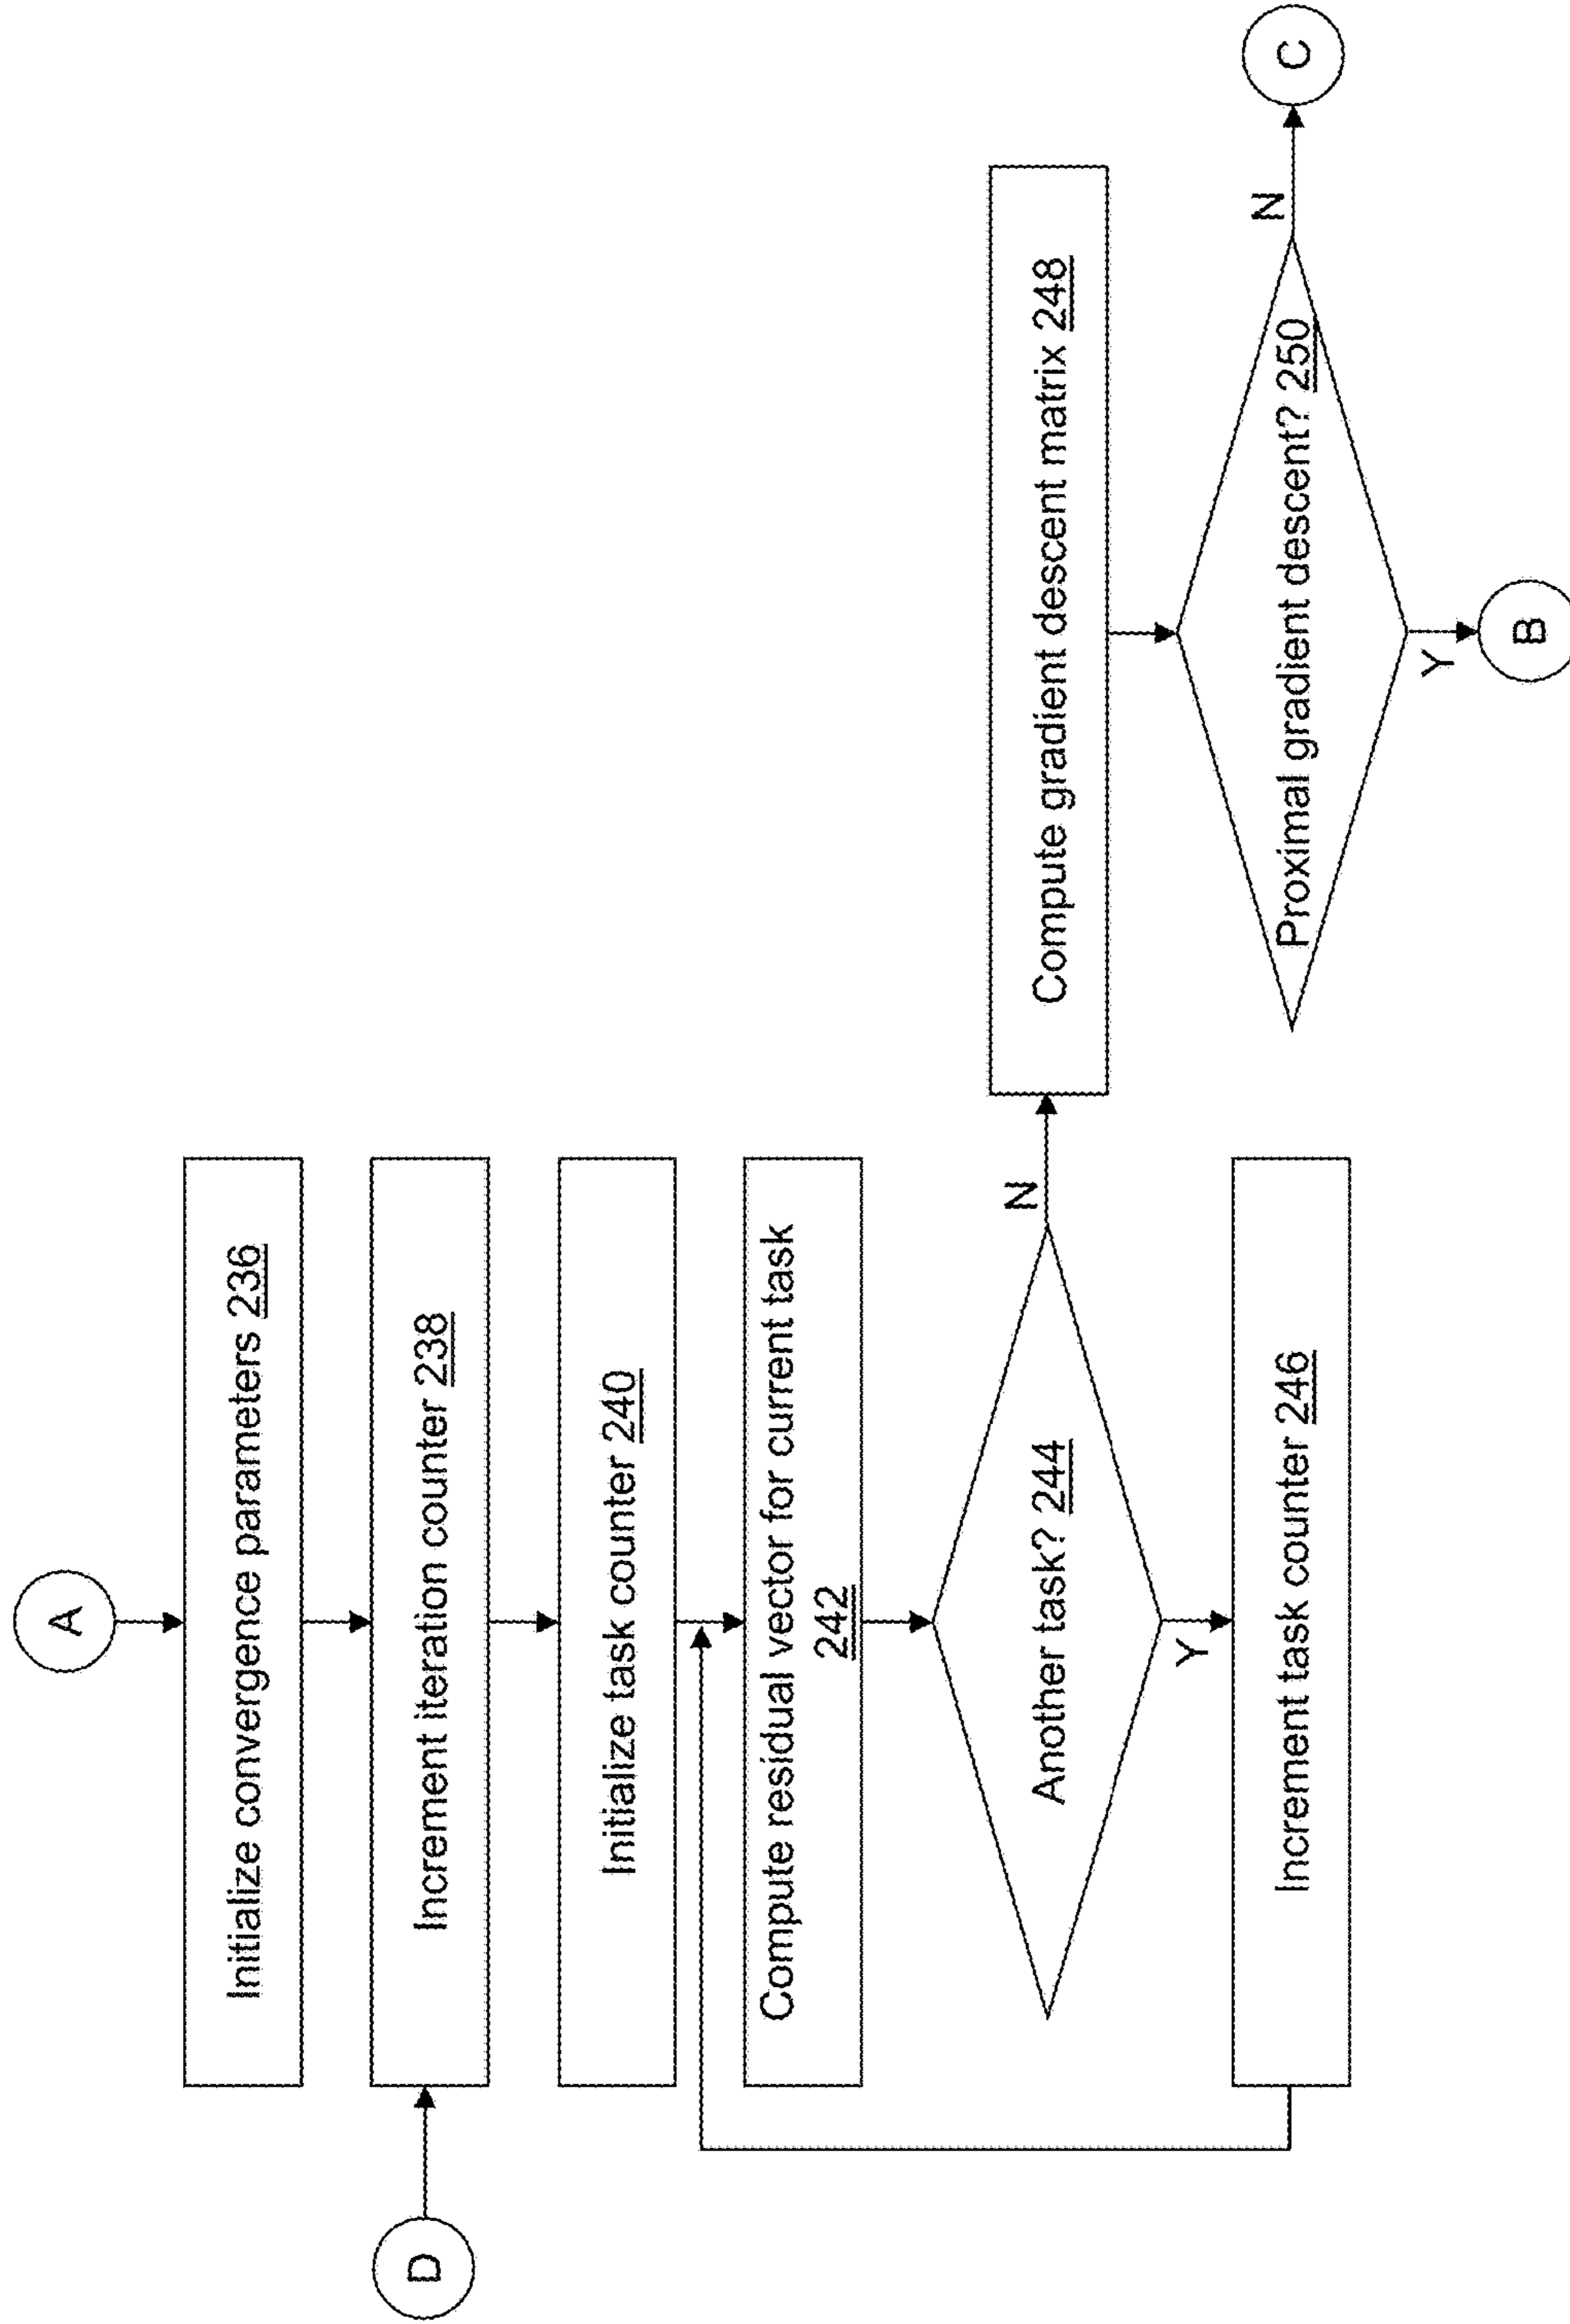 A
Initialize convergence parameters 236
D
Increment iteration counter 238
Initialize task counter 240
Compute residual vector for current task
242
Another task? 244
N
Y
Increment task counter 246
Compute gradient descent matrix 248
Proximal gradient descent? 250
N
C
Y
B